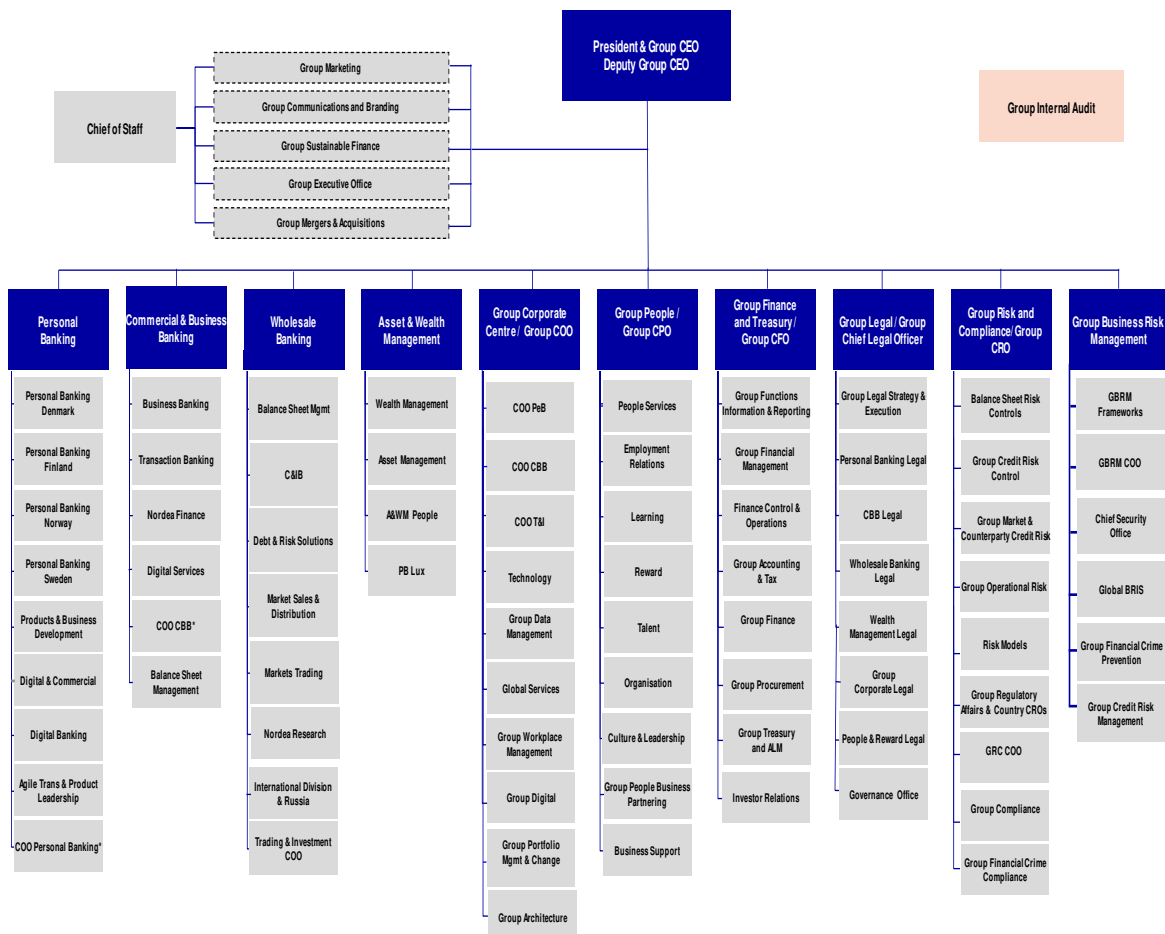 President & Group CEO
Deputy Group CEO
Group Marketing
Group Communications and Branding
Chief of Staff
Group Sustainable Finance
Group Executive Office
Group Mergers & Acquisitions
Group Internal Audit
Personal
Banking
Personal Banking
Denmark
Personal Banking
Finland
Personal Banking
Norway
Personal Banking
Sweden
Products & Business
Development
Digital & Commercial
Digital Banking
Agile Trans & Product
Leadership
COO Personal Banking*
Commercial & Business
Banking
Business Banking
Transaction Banking
Nordea Finance
Digital Services
COO CBB*
Balance Sheet
Management
Wholesale
Banking
Balance Sheet Mgmt
C&IB
Debt & Risk Solutions
Market Sales &
Distribution
Markets Trading
Nordea Research
International Division
& Russia
Trading & Investment
COO
Asset & Wealth
Management
Wealth Management
Asset Management
A&WM People
PB Lux
Group Corporate
Centre / Group COO
COO PeB
COO CBB
COO T&I
Technology
Group Data
Management
Global Services
Group Workplace
Management
Group Digital
Group Portfolio
Mgmt & Change
Group Architecture
Group People /
Group CPO
People Services
Employment
Relations
Learning
Reward
Talent
Organisation
Culture & Leadership
Group People Business
Partnering
Business Support
Group Finance
and Treasury /
Group CFO
Group Functions
Information & Reporting
Group Financial
Management
Finance Control &
Operations
Group Accounting
& Tax
Group Finance
Group Procurement
Group Treasury
and ALM
Investor Relations
Group Legal / Group
Chief Legal Officer
Group Legal Strategy &
Execution
Personal Banking Legal
CBB Legal
Wholesale Banking
Legal
Wealth
Management Legal
Group
Corporate Legal
People & Reward Legal
Governance Office
Group Risk and
Compliance/ Group
CRO
Balance Sheet Risk
Controls
Group Credit Risk
Control
Group Market &
Counterparty Credit Risk
Group Operational Risk
Risk Models
Group Regulatory
Affairs & Country CROs
GRC COO
Group Compliance
Group Financial Crime
Compliance
Group Business Risk
Management
GBRM
Frameworks
GBRM COO
Chief Security
Office
Global BRIS
Group Financial Crime
Prevention
Group Credit Risk
Management